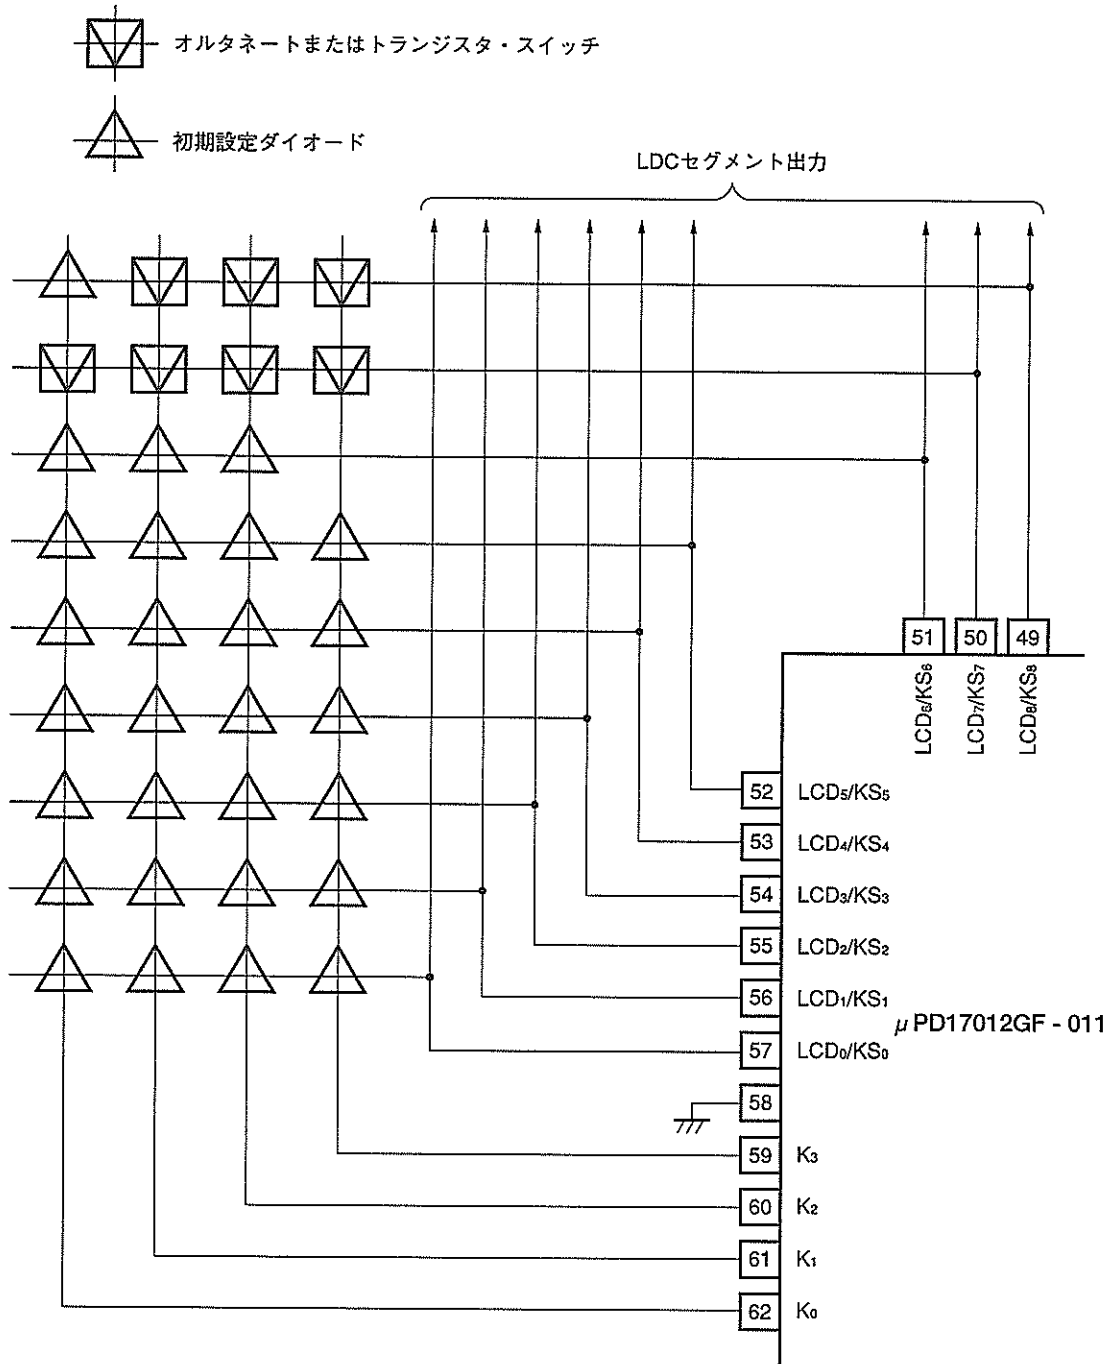 オルタネートまたはトランジスタ・スイッチ
初期設定ダイオード
LDCセグメント出力
51 50 49
LCD₆/KS₆
LCD₇/KS₇
LCD₈/KS₈
52 LCD₅/KS₅
53 LCD₄/KS₄
54 LCD₃/KS₃
55 LCD₂/KS₂
56 LCD₁/KS₁
μPD17012GF-011
57 LCD₀/KS₀
58
59 K₃
60 K₂
61 K₁
62 K₀